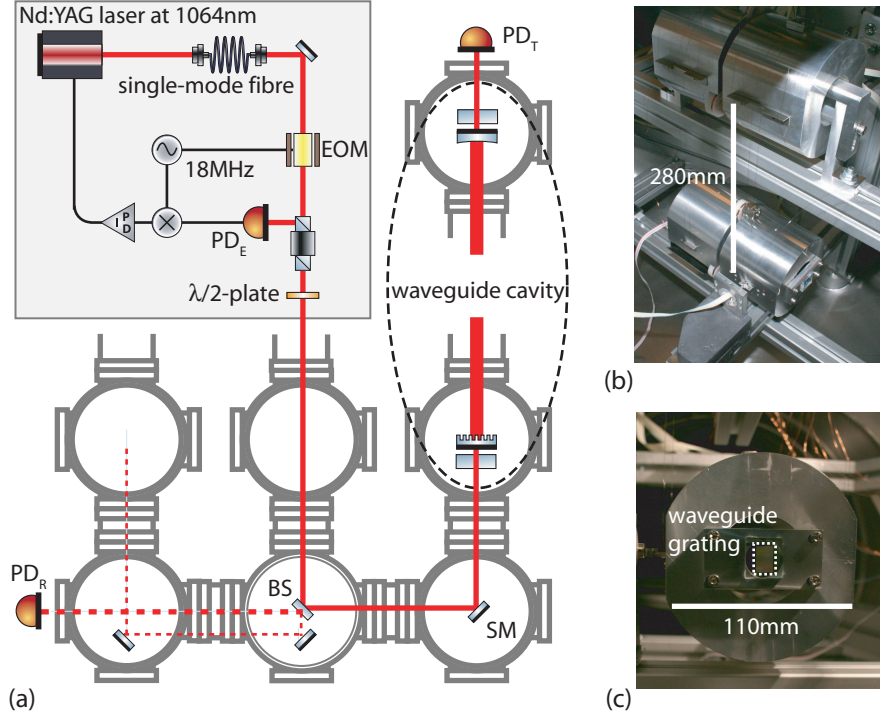 Nd:YAG laser at 1064nm
single-mode fibre
EOM
18MHz
P
I
D
PD_E
λ/2-plate
PD_T
waveguide cavity
BS
SM
PD_R
(a)
280mm
(b)
waveguide
grating
110mm
(c)